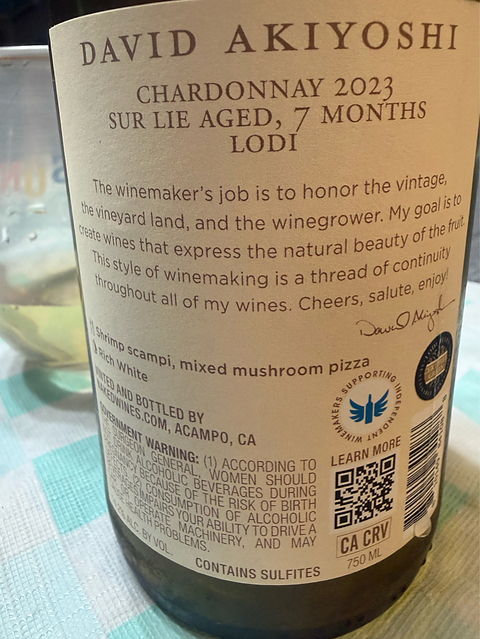 DAVID AKIYOSHI
CHARDONNAY 2023
SUR LIE AGED, 7 MONTHS
LODI
The winemaker's job is to honor the vintage,
the vineyard land, and the winegrower. My goal is to
create wines that express the natural beauty of the fruit.
This style of winemaking is a thread of continuity
throughout all of my wines. Cheers, salute, enjoy!
Shrimp scampi, mixed mushroom pizza
Rich White
AND BOTTLED BY
ACAMPO, CA
WINEMAKERS SUPPORTING INDEPENDENT
WARNING: (1) ACCORDING TO
SURGEON GENERAL, WOMEN SHOULD
ALCOHOLIC BEVERAGES DURING
BECAUSE OF THE RISK OF BIRTH
CONSUMPTION OF ALCOHOLIC
IMPAIRS YOUR ABILITY TO DRIVE A
OPERATE MACHINERY, AND MAY
HEALTH PROBLEMS.
ALC. BY VOL.
CONTAINS SULFITES
LEARN MORE
CA CRV
750 ML